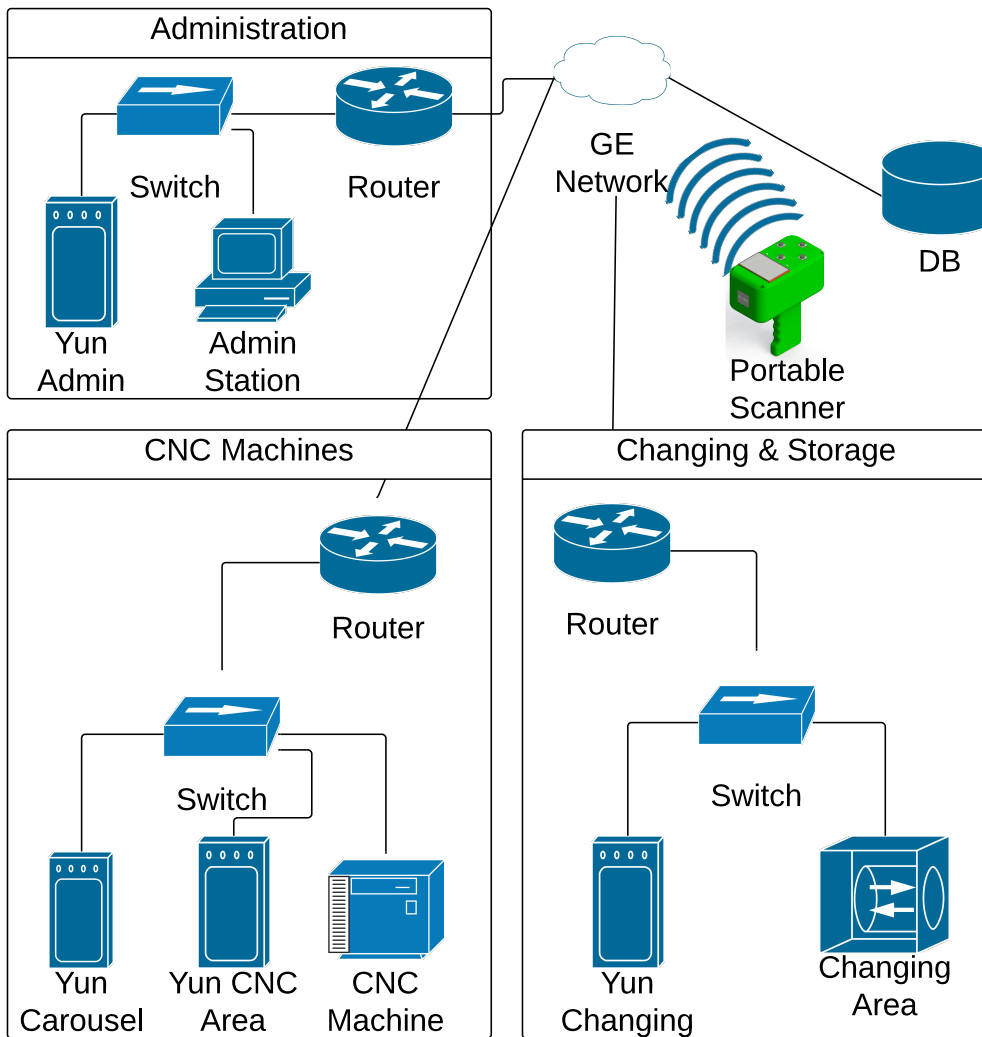 Administration
Switch
Router
Yun
Admin
Admin
Station
GE
Network
DB
Portable
Scanner
CNC Machines
Router
Switch
Yun
Carousel
Yun CNC
Area
CNC
Machine
Changing & Storage
Router
Switch
Yun
Changing
Changing
Area